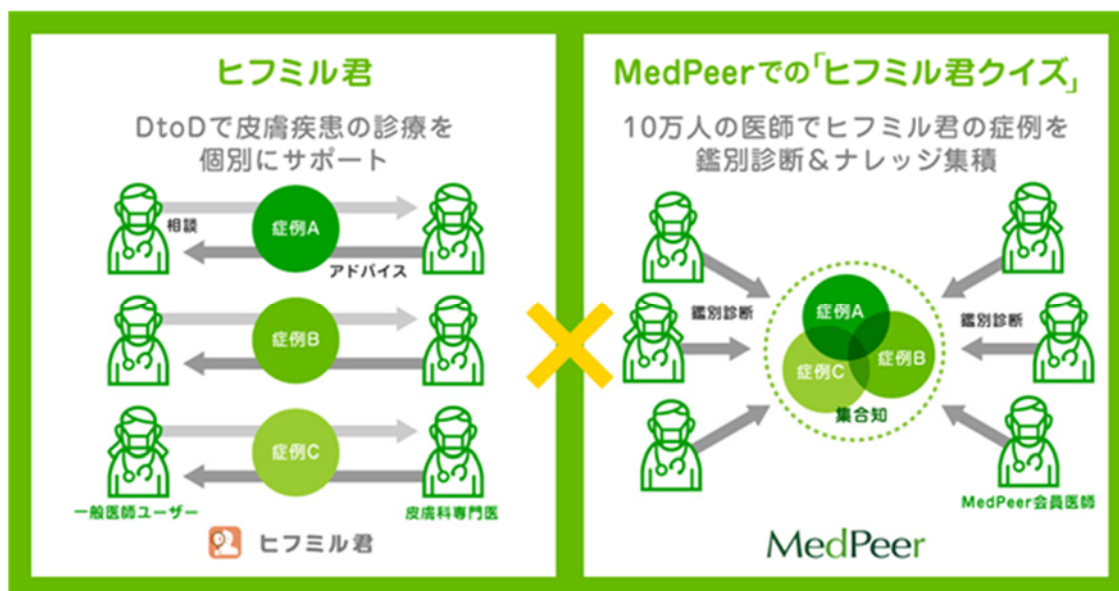 ヒフミル君
DtoDで皮膚疾患の診療を
個別にサポート
相談
症例A
アドバイス
症例B
症例C
一般医師ユーザー
皮膚科専門医
ヒフミル君
MedPeerでの「ヒフミル君クイズ」
10万人の医師でヒフミル君の症例を
鑑別診断&ナレッジ集積
鑑別診断
症例A
鑑別診断
症例C
症例B
集合知
MedPeer会員医師
MedPeer